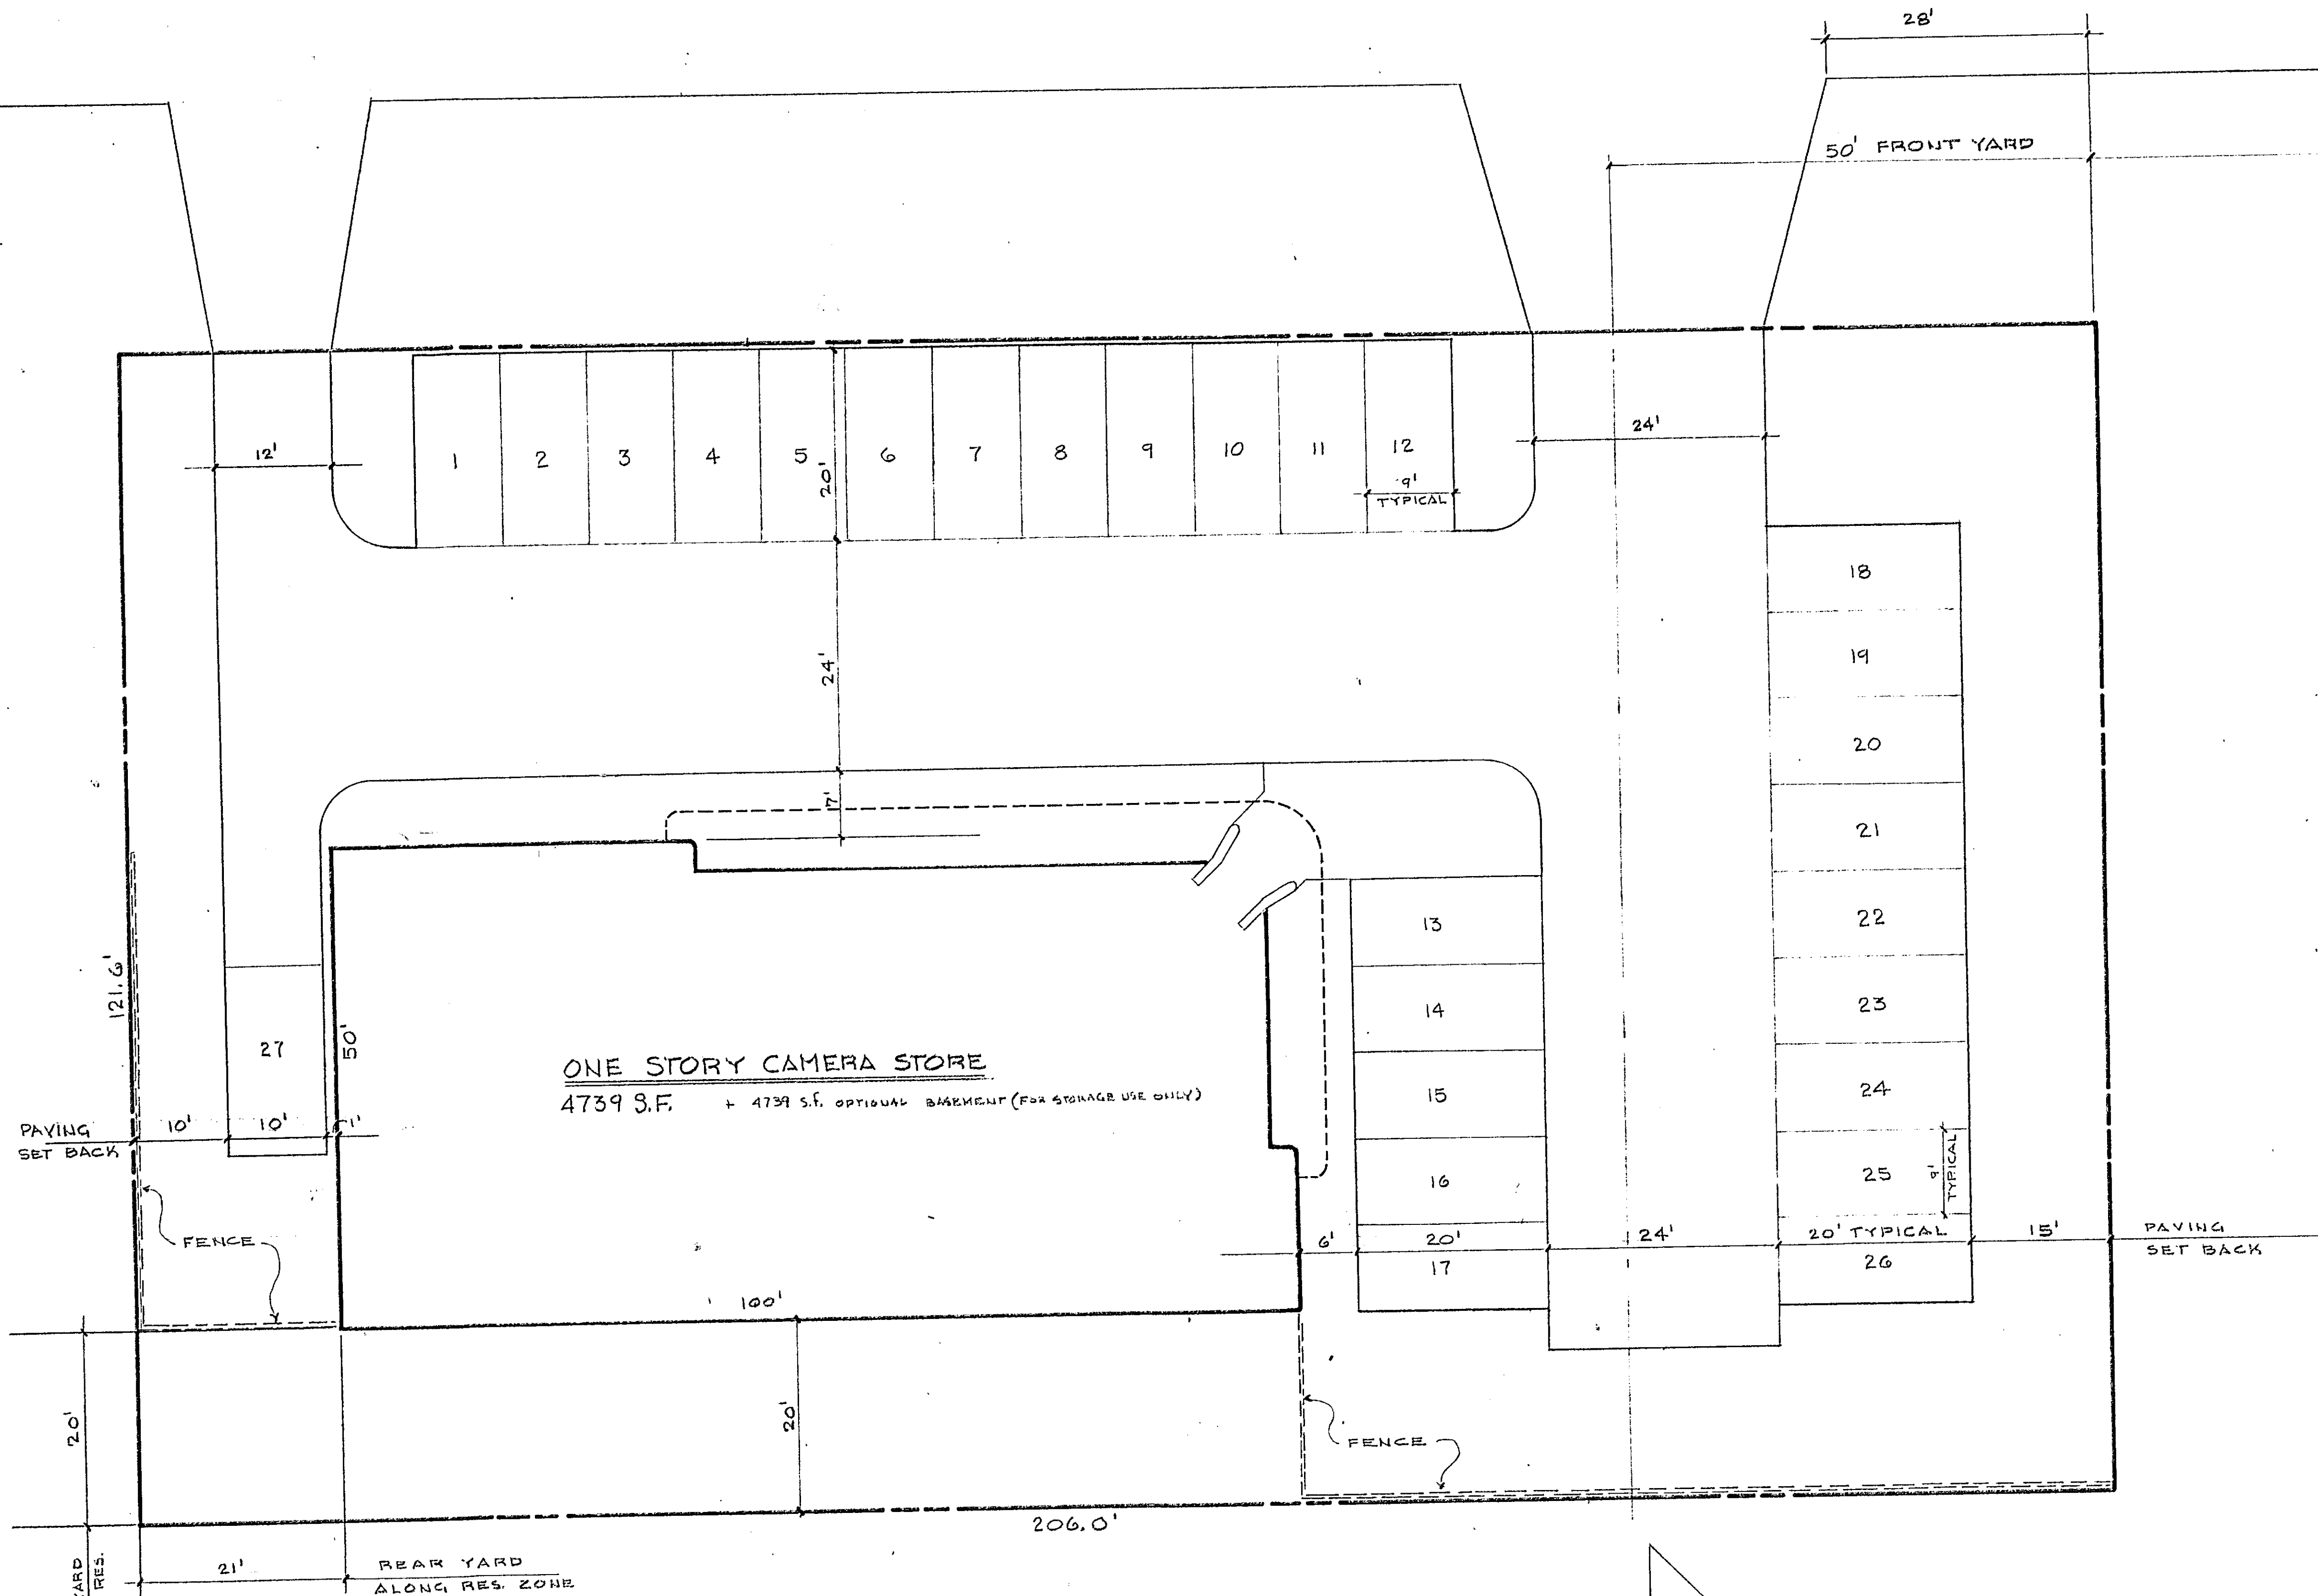 28'
50' FRONT YARD
12'
1 2 3 4 5 6 7 8 9 10 11 12
20'
9'
TYPICAL
24'
18
19
20
21
22
23
24
25
9'
TYPICAL
26
24'
7'
13
14
15
16
17
121.6'
27
50'
ONE STORY CAMERA STORE
4739 S.F. + 4739 S.F. OPTIONAL BASEMENT (FOR STORAGE USE ONLY)
PAVING
SET BACK
10' 10' 1'
FENCE
6' 20' 24' 20' TYPICAL 15'
PAVING
SET BACK
100'
20'
20'
FENCE
206.0'
21'
REAR YARD
ALONG RES. ZONE
YARD
RES.